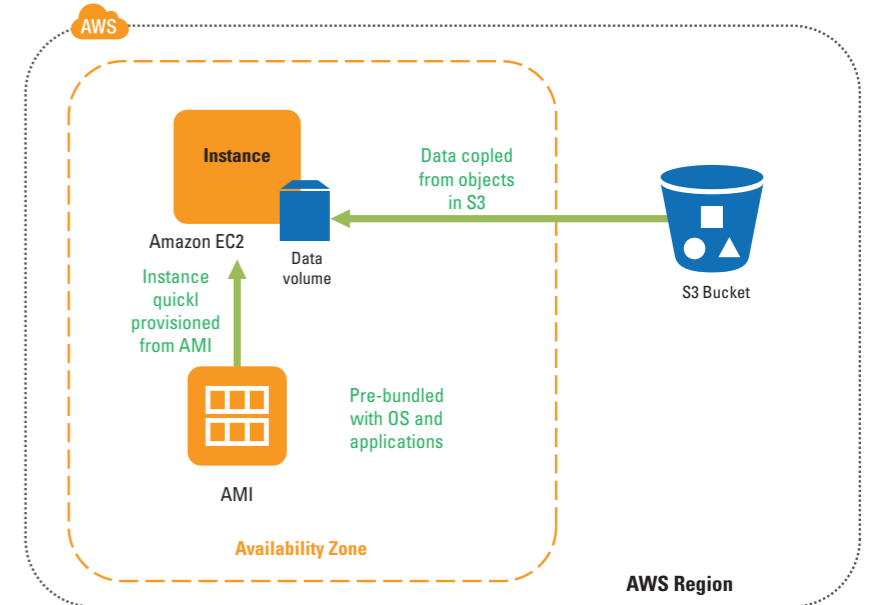 AWS
Instance
Amazon EC2
Data
volume
Data copled
from objects
in S3
S3 Bucket
Instance
quickl
provisioned
from AMI
Pre-bundled
with OS and
applications
AMI
Availability Zone
AWS Region